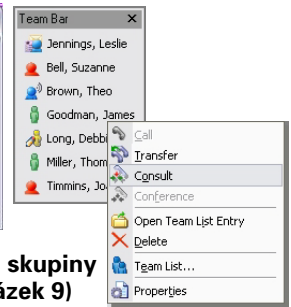 Team Bar
Jennings, Leslie
Bell, Suzanne
Brown, Theo
Goodman, James
Long, Debbi
Miller, Thom
Timmins, Jo
Call
Transfer
Consult
Conference
Open Team List Entry
Delete
Team List...
Properties
skupiny
ázek 9)